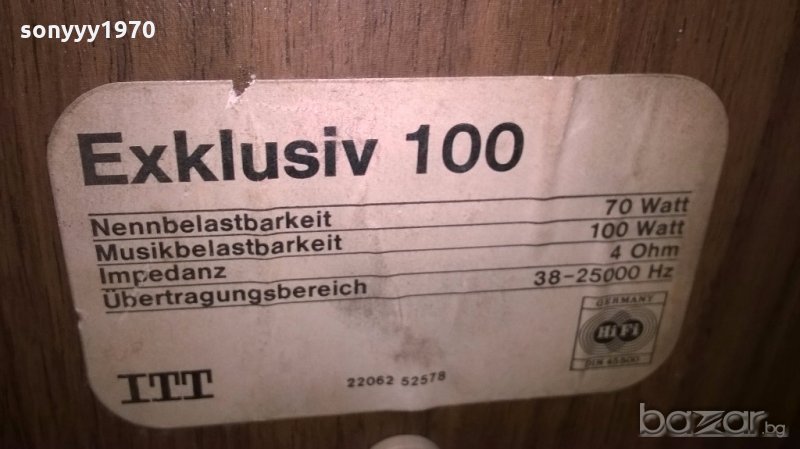 sonyyy1970
Exklusiv 100
Nennbelastbarkeit 70 Watt
Musikbelastbarkeit 100 Watt
Impedanz 4 Ohm
Übertragungsbereich 38-25000 Hz
GERMANY
HiFi
DIN 45500
ITT
22062 52578
bazar.bg